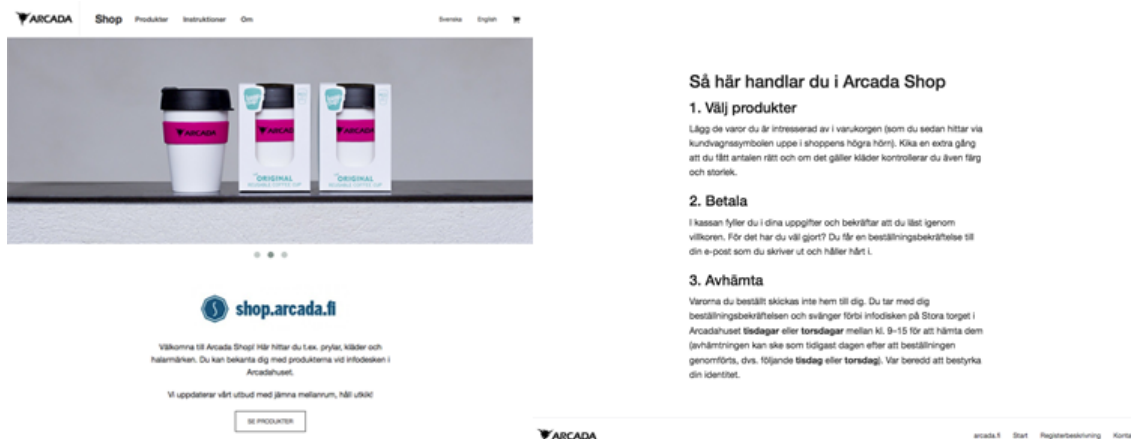 ARCADA
Shop Produkter Instruktioner Om
Svenska English
ARCADA
ARCADA
ARCADA
ORIGINAL
REUSABLE COFFEE CUP
ORIGINAL
REUSABLE COFFEE CUP
shop.arcada.fi
Välkomna till Arcada Shop! Här hittar du t.ex. prylar, kläder och
halarmärken. Du kan bekanta dig med produkterna vid infodesken i
Arcadahuset.
Vi uppdaterar vårt utbud med jämna mellanrum, håll utkik!
SE PRODUKTER
Så här handlar du i Arcada Shop
1. Välj produkter
Lägg de varor du är intresserad av i varukorgen (som du sedan hittar via
kundvagnssymbolen uppe i shoppens högra hörn). Kika en extra gång
att du fått antalen rätt och om det gäller kläder kontrollerar du även färg
och storlek.
2. Betala
I kassan fyller du i dina uppgifter och bekräftar att du läst igenom
villkoren. För det har du väl gjort? Du får en beställningsbekräftelse till
din e-post som du skriver ut och håller hårt i.
3. Avhämta
Varorna du beställt skickas inte hem till dig. Du tar med dig
beställningsbekräftelsen och svänger förbi infodisken på Stora torget i
Arcadahuset tisdagar eller torsdagar mellan kl. 9–15 för att hämta dem
(avhämtningen kan ske som tidigast dagen efter att beställningen
genomförts, dvs. följande tisdag eller torsdag). Var beredd att bestyrka
din identitet.
ARCADA
arcada.fi Start Registerbeskrivning Konta